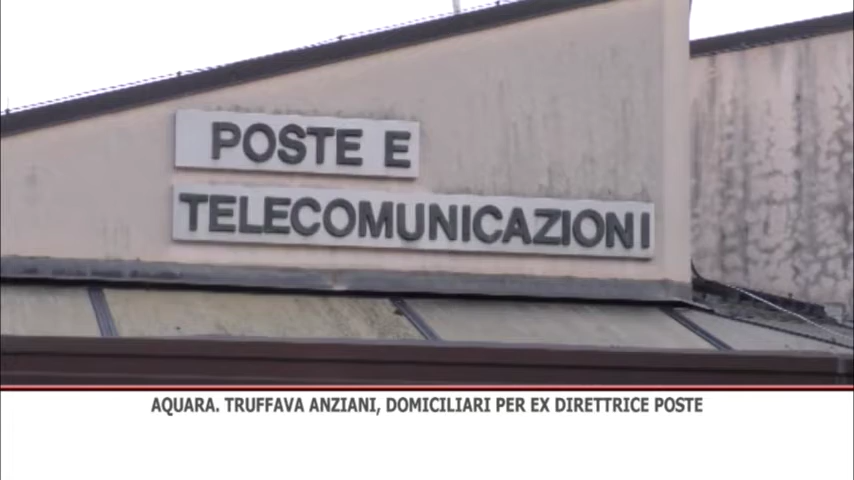 POSTE E
TELECOMUNICAZIONI
AQUARA. TRUFFAVA ANZIANI, DOMICILIARI PER EX DIRETTRICE POSTE